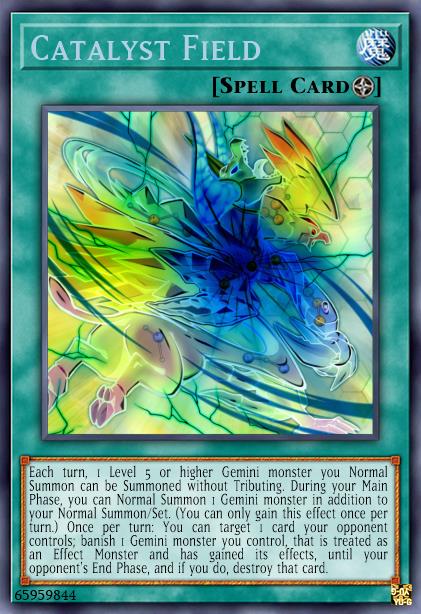 CATALYST FIELD
魔
[SPELL CARD]
Each turn, 1 Level 5 or higher Gemini monster you Normal
Summon can be Summoned without Tributing. During your Main
Phase, you can Normal Summon 1 Gemini monster in addition to
your Normal Summon/Set. (You can only gain this effect once per
turn.) Once per turn: You can target 1 card your opponent
controls; banish 1 Gemini monster you control, that is treated as
an Effect Monster and has gained its effects, until your
opponent's End Phase, and if you do, destroy that card.
65959844